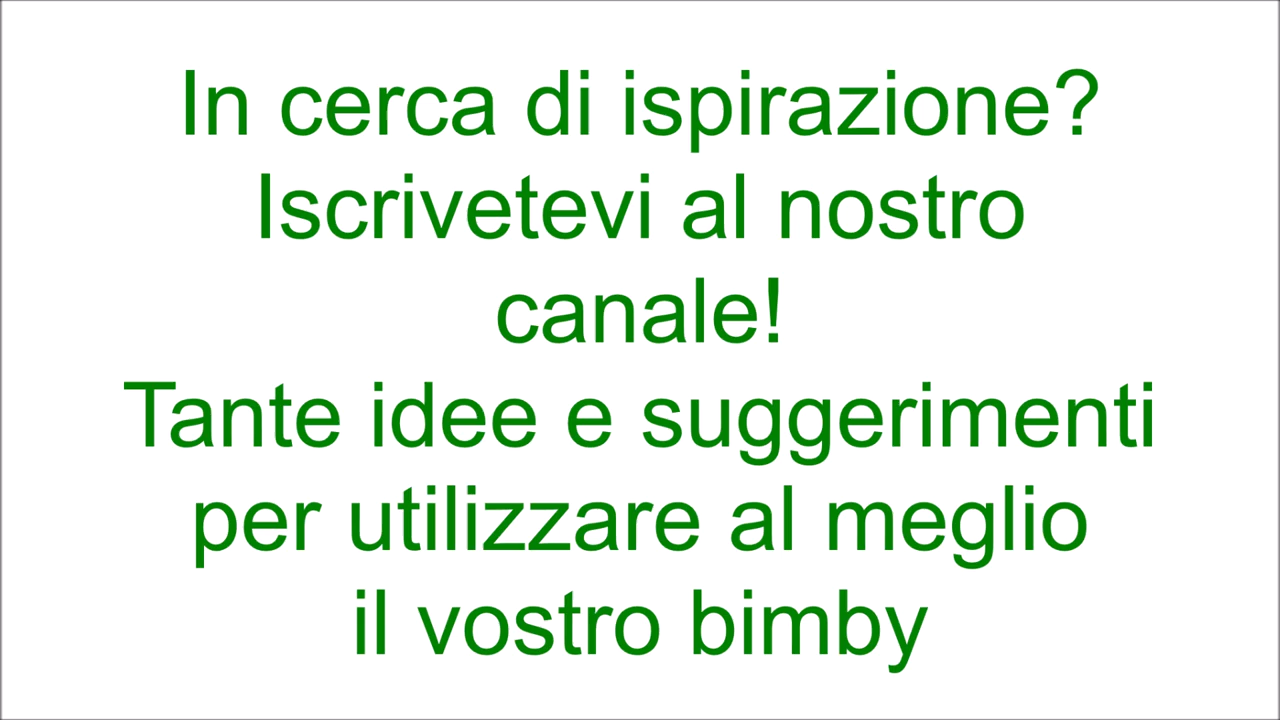 In cerca di ispirazione?
Iscrivetevi al nostro
canale!
Tante idee e suggerimenti
per utilizzare al meglio
il vostro bimby